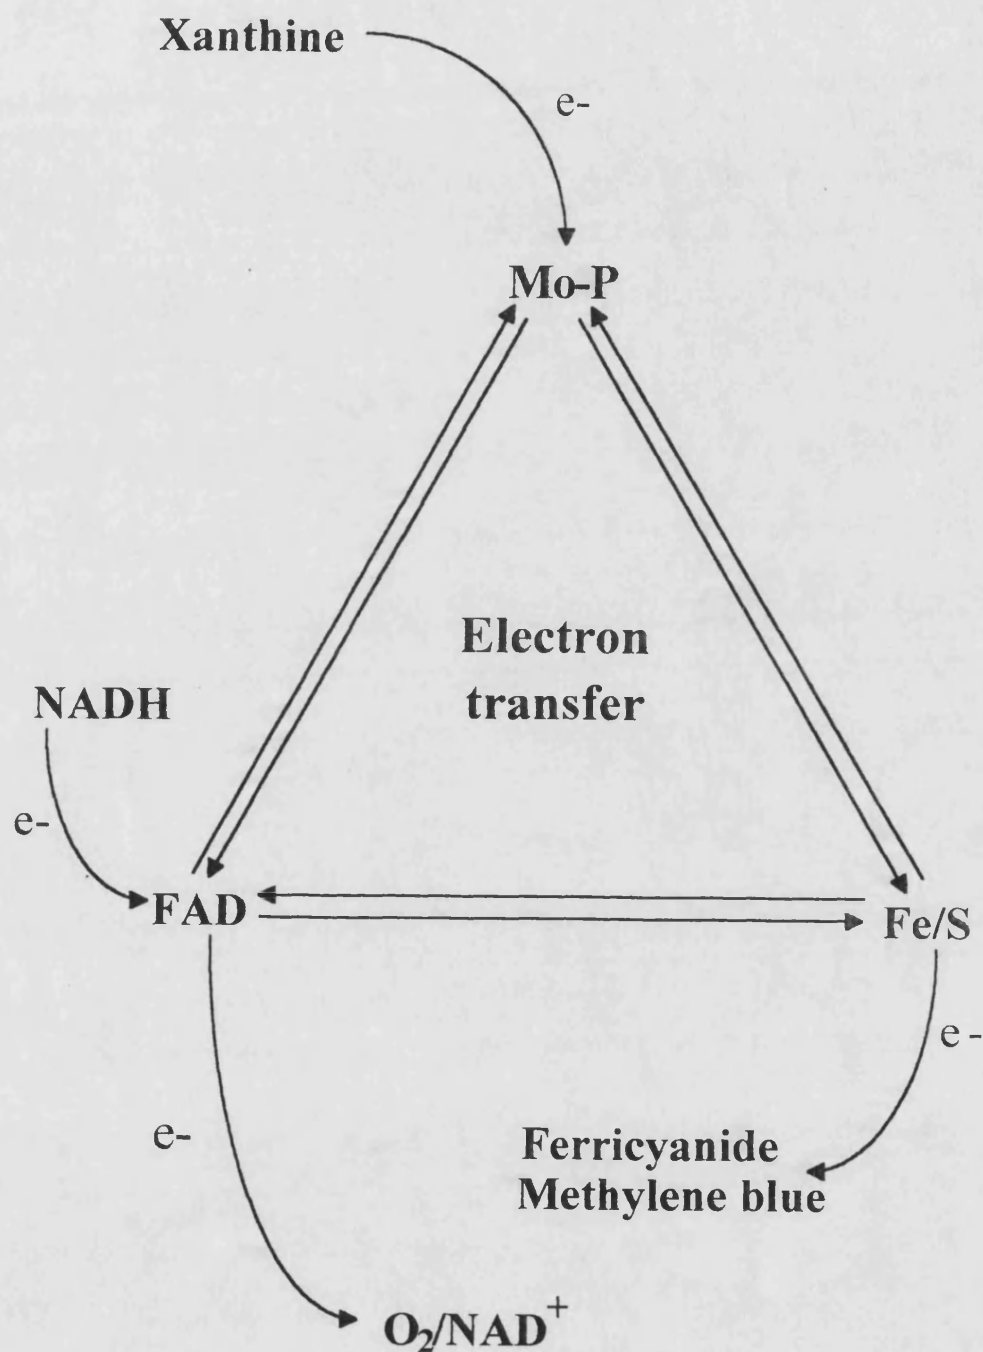 Xanthine
e-
Mo-P
Electron
transfer
NADH
e-
FAD
Fe/S
e -
e-
Ferricyanide
Methylene blue
O₂/NAD⁺